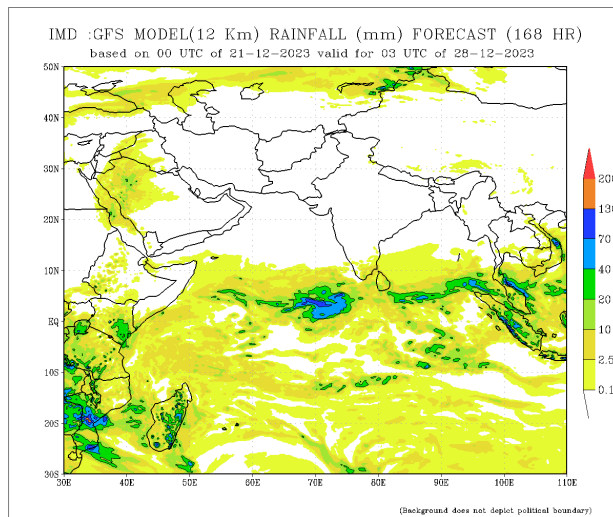 IMD :GFS MODEL(12 Km) RAINFALL (mm) FORECAST (168 HR)
based on 00 UTC of 21-12-2023 valid for 03 UTC of 28-12-2023
50N
40N
30N
20N
10N
EQ
10S
20S
30S
30E 40E 50E 60E 70E 80E 90E 100E 110E
200
130
70
40
20
10
2.5
0.1
(Background does not depict political boundary)